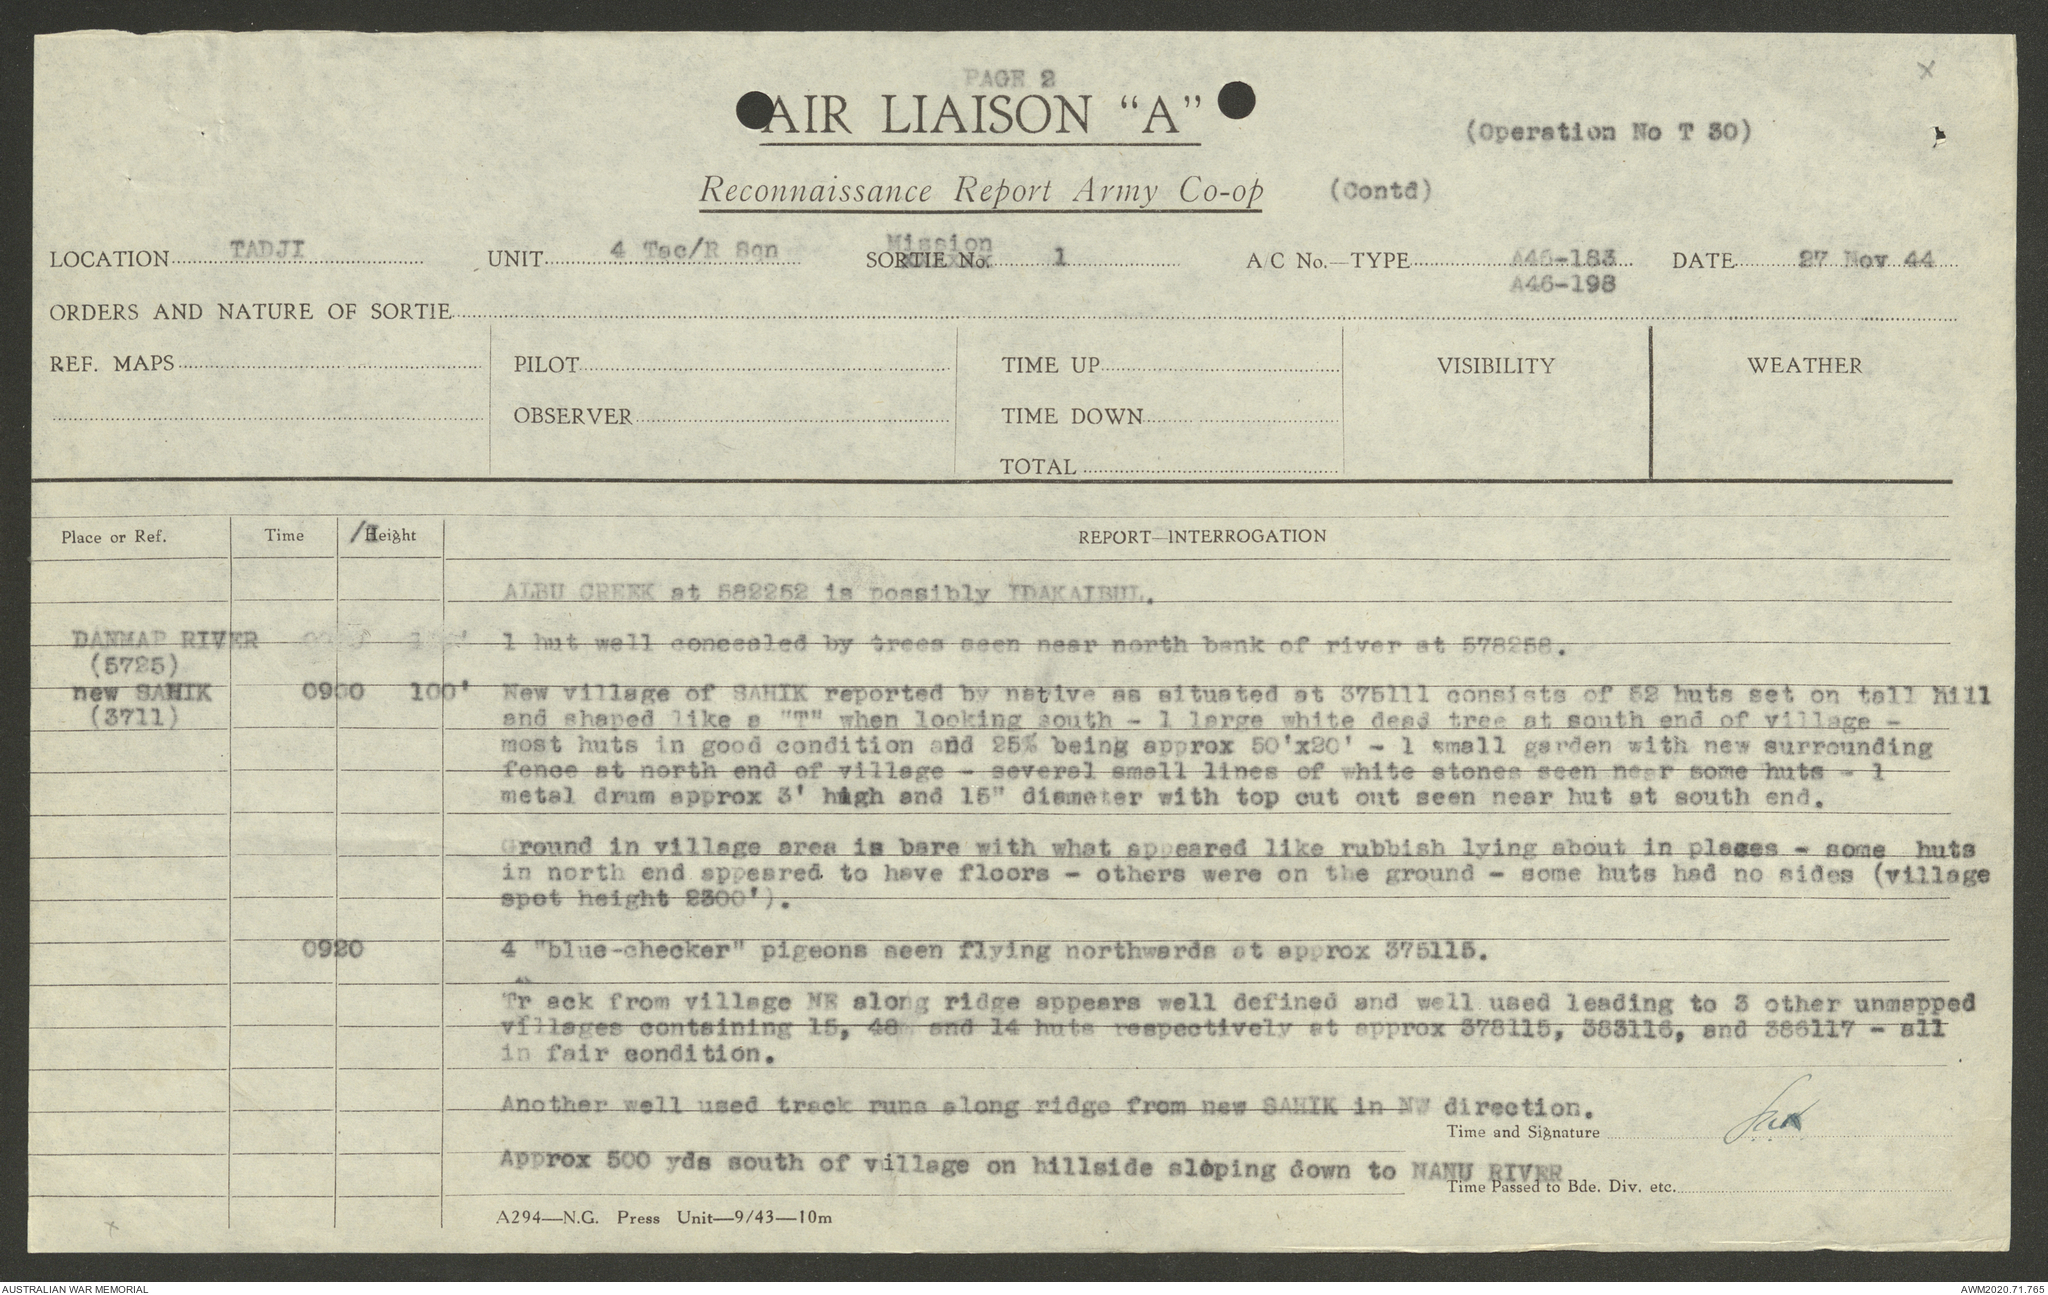 PAGE 2
AIR LIAISON "A"
(Operation No T 30)
Reconnaissance Report Army Co-op (Contd)
LOCATION TADJI UNIT 4 Tac/R Sqn Mission SORTIE No. 1 A/C No.—TYPE A46-183 DATE 27 Nov 44
A46-198
ORDERS AND NATURE OF SORTIE
REF. MAPS PILOT TIME UP VISIBILITY WEATHER
OBSERVER TIME DOWN
TOTAL
Place or Ref. Time /Height REPORT—INTERROGATION
ALBU CREEK at 582252 is possibly IDAKAIBUL.
DANMAP RIVER 1 hut well concealed by trees seen near north bank of river at 578258.
(5725)
new SAHIK 0900 100' New village of SAHIK reported by native as situated at 375111 consists of 52 huts set on tall hill
(3711) and shaped like a "T" when looking south - 1 large white dead tree at south end of village -
most huts in good condition and 25% being approx 50'x20' - 1 small garden with new surrounding
fence at north end of village - several small lines of white stones seen near some huts - 1
metal drum approx 3' high and 15" diameter with top cut out seen near hut at south end.
Ground in village area is bare with what appeared like rubbish lying about in places - some huts
in north end appeared to have floors - others were on the ground - some huts had no sides (village
spot height 2300').
0920 4 "blue-checker" pigeons seen flying northwards at approx 375115.
Tr ack from village NE along ridge appears well defined and well used leading to 3 other unmapped
villages containing 15, 48 and 14 huts respectively at approx 378115, 383116, and 386117 - all
in fair condition.
Another well used track runs along ridge from new SAHIK in NW direction.
Time and Signature
Approx 500 yds south of village on hillside sloping down to NANU RIVER
Time Passed to Bde. Div. etc.
A294—N.G. Press Unit—9/43—10m
AUSTRALIAN WAR MEMORIAL
AWM2020.71.765